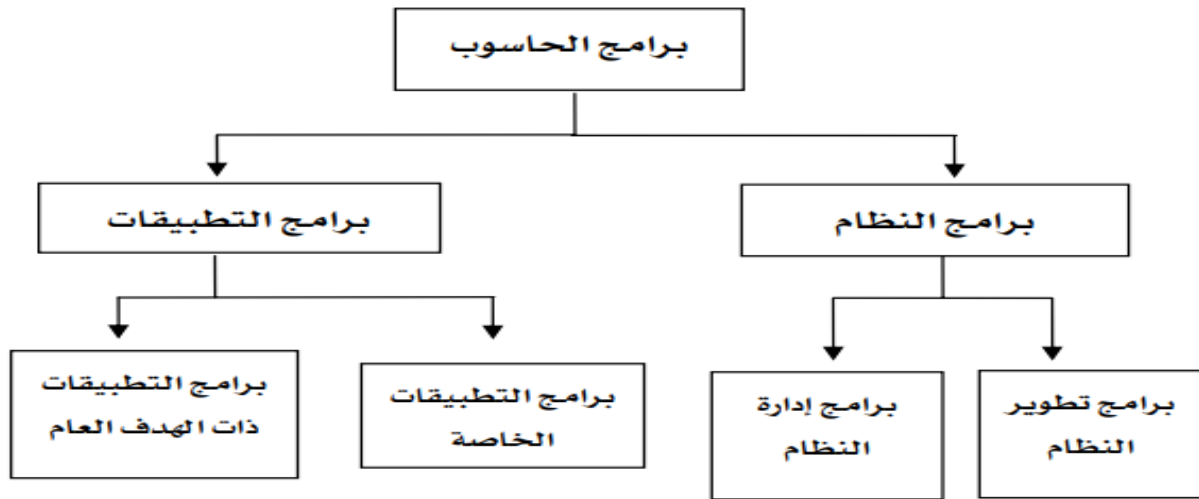 برامج الحاسوب
برامج النظام
برامج التطبيقات
برامج تطوير
النظام
برامج إدارة
النظام
برامج التطبيقات
الخاصة
برامج التطبيقات
ذات الهدف العام